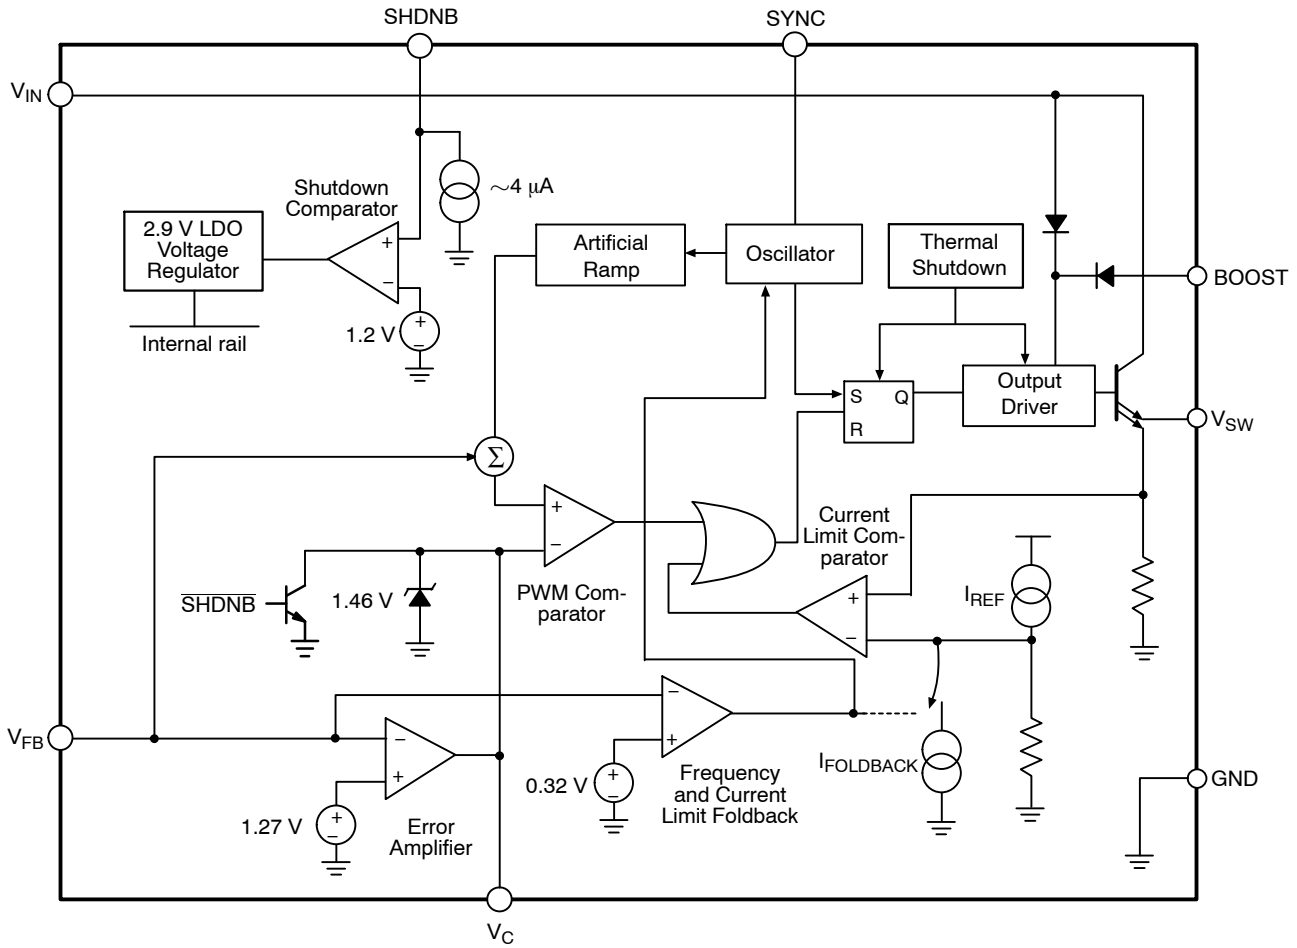 SHDNB
SYNC
V_IN
Shutdown
Comparator
∼4 μA
2.9 V LDO
Voltage
Regulator
+
−
Artificial
Ramp
Oscillator
Thermal
Shutdown
BOOST
Internal rail
1.2 V
+
−
S Q
R
Output
Driver
V_SW
Σ
+
−
PWM Com-
parator
Current
Limit Com-
parator
+
−
I_REF
SHDNB
1.46 V
V_FB
−
+
−
+
1.27 V
+
−
Error
Amplifier
0.32 V
+
−
Frequency
and Current
Limit Foldback
I_FOLDBACK
GND
V_C